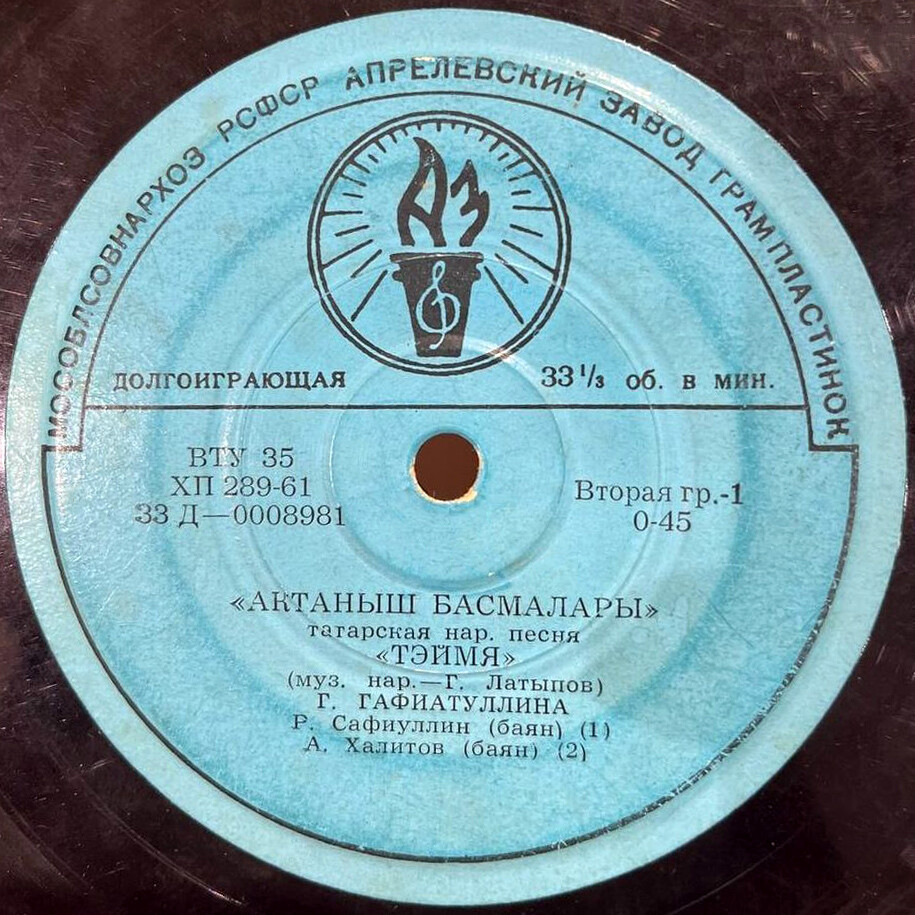 МОСОБЛСОВНАРХОЗ РСФСР АПРЕЛЕВСКИЙ ЗАВОД ГРАМПЛАСТИНОК
АЗ
ДОЛГОИГРАЮЩАЯ 33 1/3 об. в мин.
ВТУ 35
ХП 289-61
33 Д—0008981
Вторая гр.-1
0-45
«АКТАНЫШ БАСМАЛАРЫ»
татарская нар. песня
«ТЭЙМЯ»
(муз. нар.—Г. Латыпов)
Г. ГАФИАТУЛЛИНА
Р. Сафиуллин (баян) (1)
А. Халитов (баян) (2)